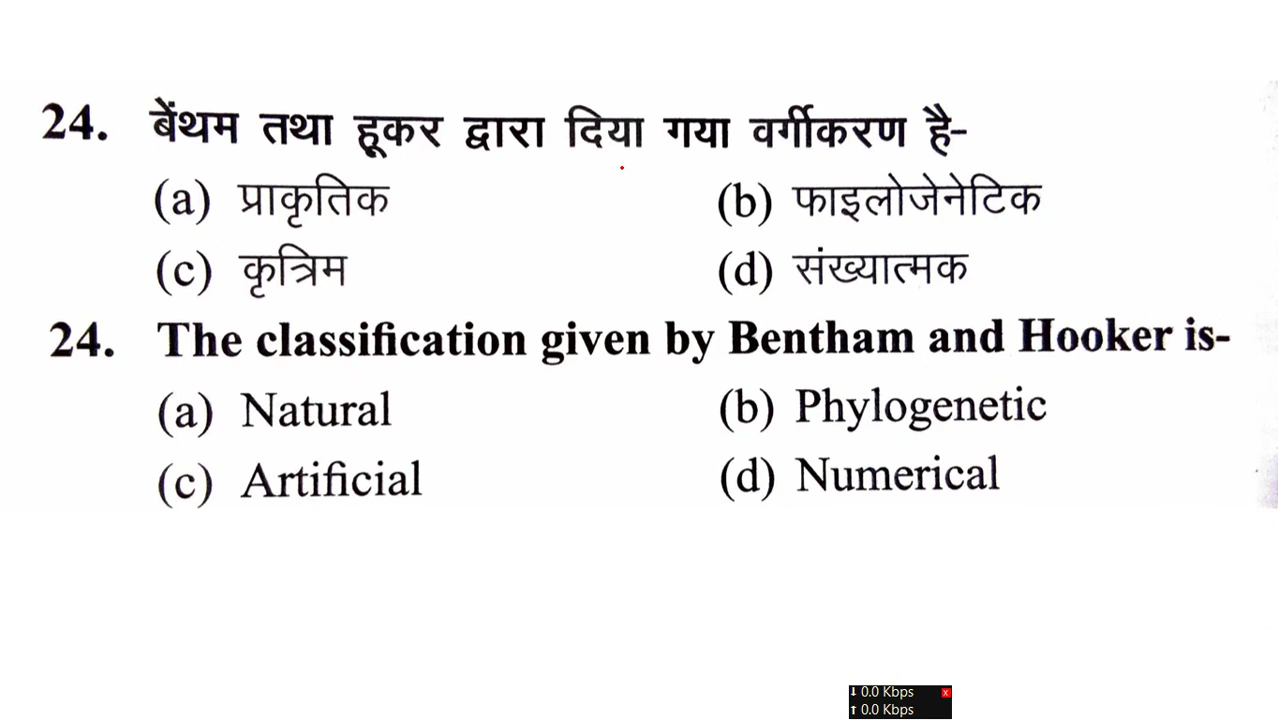 24. बेंथम तथा हूकर द्वारा दिया गया वर्गीकरण है-
(a) प्राकृतिक (b) फाइलोजेनेटिक
(c) कृत्रिम (d) संख्यात्मक
24. The classification given by Bentham and Hooker is-
(a) Natural (b) Phylogenetic
(c) Artificial (d) Numerical
⭣ 0.0 Kbps x
⭡ 0.0 Kbps